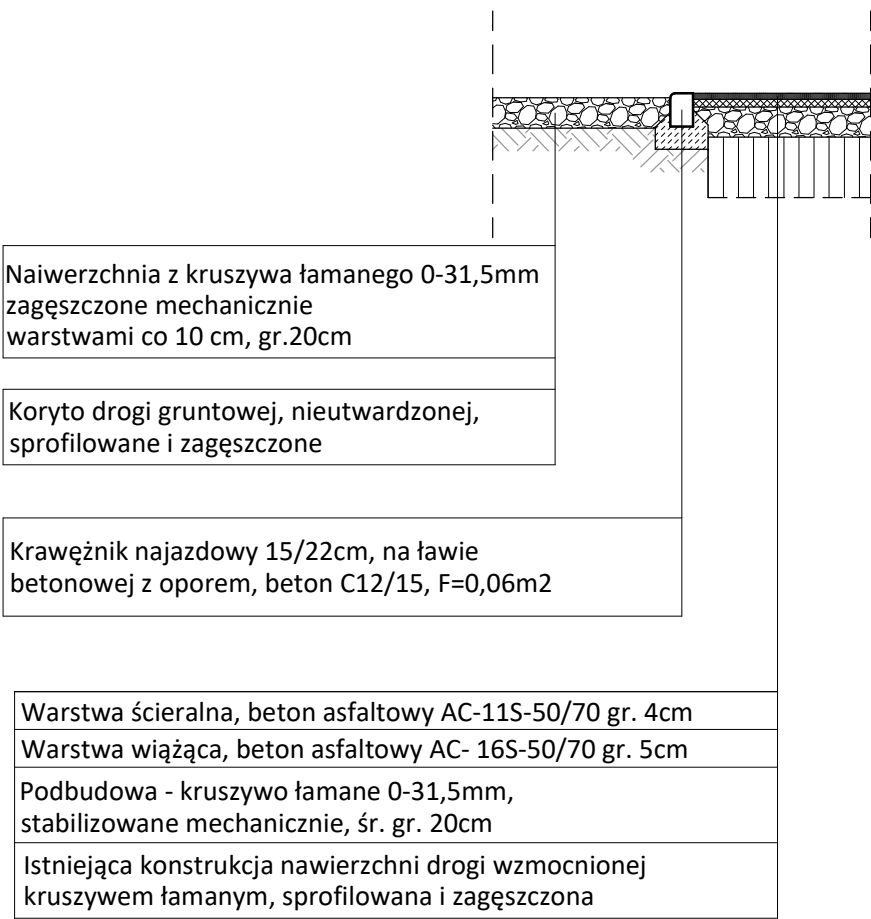 Naiwerzchnia z kruszywa łamanego 0-31,5mm
zagęszczone mechanicznie
warstwami co 10 cm, gr.20cm
Koryto drogi gruntowej, nieutwardzonej,
sprofilowane i zagęszczone
Krawężnik najazdowy 15/22cm, na ławie
betonowej z oporem, beton C12/15, F=0,06m2
Warstwa ścieralna, beton asfaltowy AC-11S-50/70 gr. 4cm
Warstwa wiążąca, beton asfaltowy AC- 16S-50/70 gr. 5cm
Podbudowa - kruszywo łamane 0-31,5mm,
stabilizowane mechanicznie, śr. gr. 20cm
Istniejąca konstrukcja nawierzchni drogi wzmocnionej
kruszywem łamanym, sprofilowana i zagęszczona